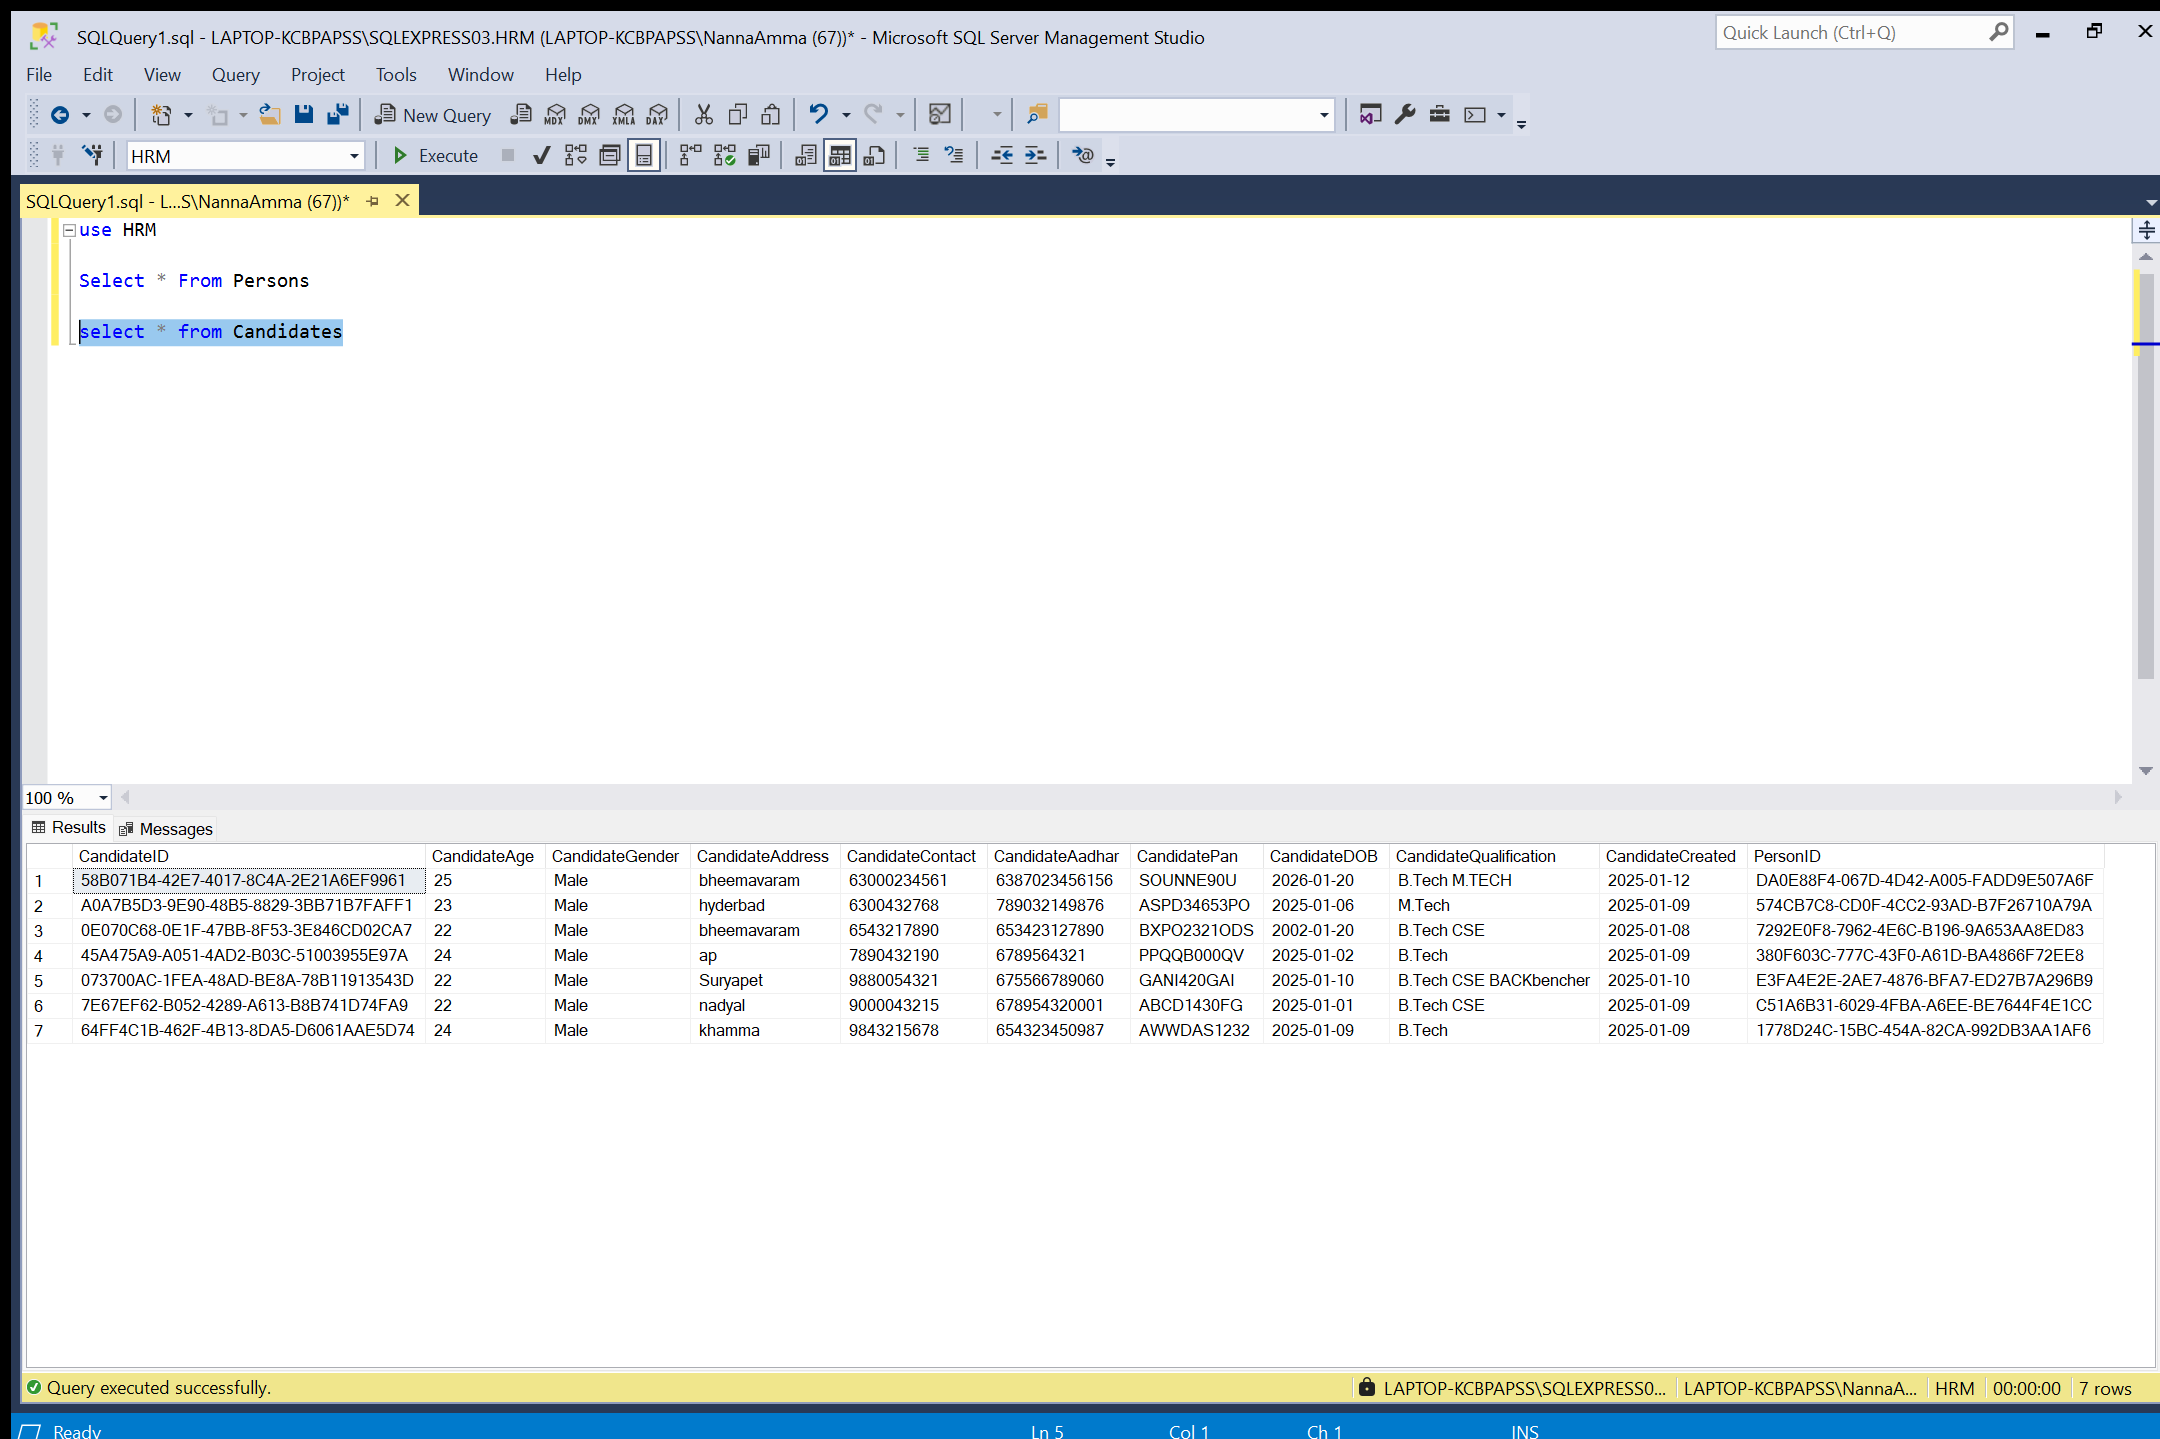 SQLQuery1.sql - LAPTOP-KCBPAPSS\SQLEXPRESS03.HRM (LAPTOP-KCBPAPSS\NannaAmma (67))* - Microsoft SQL Server Management Studio
Quick Launch (Ctrl+Q)
File Edit View Query Project Tools Window Help
New Query MDX DMX XMLA DAX
HRM Execute
SQLQuery1.sql - L...S\NannaAmma (67))*
use HRM
Select * From Persons
select * from Candidates
100 %
Results Messages
CandidateID CandidateAge CandidateGender CandidateAddress CandidateContact CandidateAadhar CandidatePan CandidateDOB CandidateQualification CandidateCreated PersonID
1 58B071B4-42E7-4017-8C4A-2E21A6EF9961 25 Male bheemavaram 63000234561 6387023456156 SOUNNE90U 2026-01-20 B.Tech M.TECH 2025-01-12 DA0E88F4-067D-4D42-A005-FADD9E507A6F
2 A0A7B5D3-9E90-48B5-8829-3BB71B7FAFF1 23 Male hyderbad 6300432768 789032149876 ASPD34653PO 2025-01-06 M.Tech 2025-01-09 574CB7C8-CD0F-4CC2-93AD-B7F26710A79A
3 0E070C68-0E1F-47BB-8F53-3E846CD02CA7 22 Male bheemavaram 6543217890 653423127890 BXPO2321ODS 2002-01-20 B.Tech CSE 2025-01-08 7292E0F8-7962-4E6C-B196-9A653AA8ED83
4 45A475A9-A051-4AD2-B03C-51003955E97A 24 Male ap 7890432190 6789564321 PPQQB000QV 2025-01-02 B.Tech 2025-01-09 380F603C-777C-43F0-A61D-BA4866F72EE8
5 073700AC-1FEA-48AD-BE8A-78B11913543D 22 Male Suryapet 9880054321 675566789060 GANI420GAI 2025-01-10 B.Tech CSE BACKbencher 2025-01-10 E3FA4E2E-2AE7-4876-BFA7-ED27B7A296B9
6 7E67EF62-B052-4289-A613-B8B741D74FA9 22 Male nadyal 9000043215 678954320001 ABCD1430FG 2025-01-01 B.Tech CSE 2025-01-09 C51A6B31-6029-4FBA-A6EE-BE7644F4E1CC
7 64FF4C1B-462F-4B13-8DA5-D6061AAE5D74 24 Male khamma 9843215678 654323450987 AWWDAS1232 2025-01-09 B.Tech 2025-01-09 1778D24C-15BC-454A-82CA-992DB3AA1AF6
Query executed successfully. LAPTOP-KCBPAPSS\SQLEXPRESS0... LAPTOP-KCBPAPSS\NannaA... HRM 00:00:00 7 rows
Ready Ln 5 Col 1 Ch 1 INS